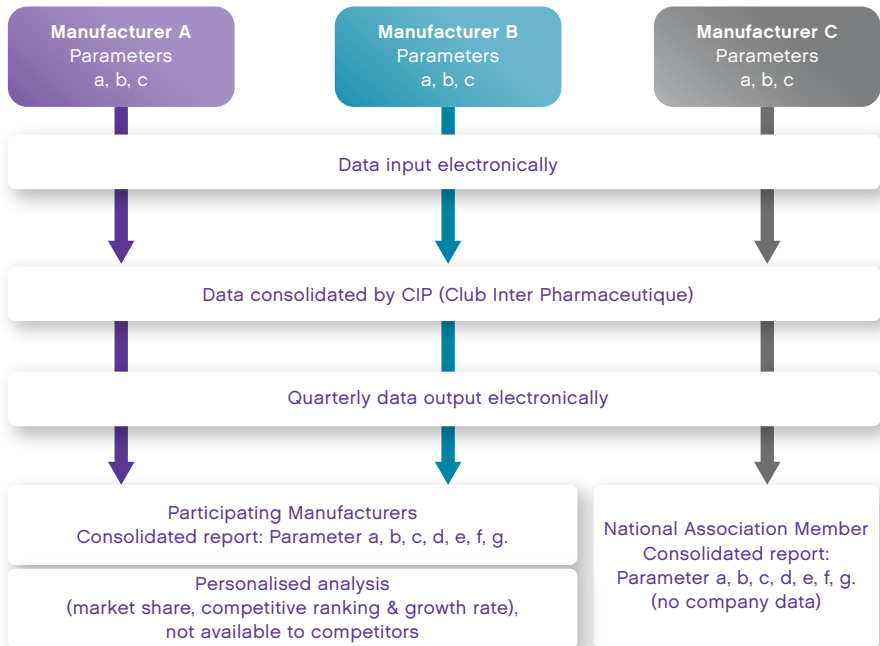 Manufacturer A
Parameters
a, b, c
Manufacturer B
Parameters
a, b, c
Manufacturer C
Parameters
a, b, c
Data input electronically
Data consolidated by CIP (Club Inter Pharmaceutique)
Quarterly data output electronically
Participating Manufacturers
Consolidated report: Parameter a, b, c, d, e, f, g.
Personalised analysis
(market share, competitive ranking & growth rate),
not available to competitors
National Association Member
Consolidated report:
Parameter a, b, c, d, e, f, g.
(no company data)